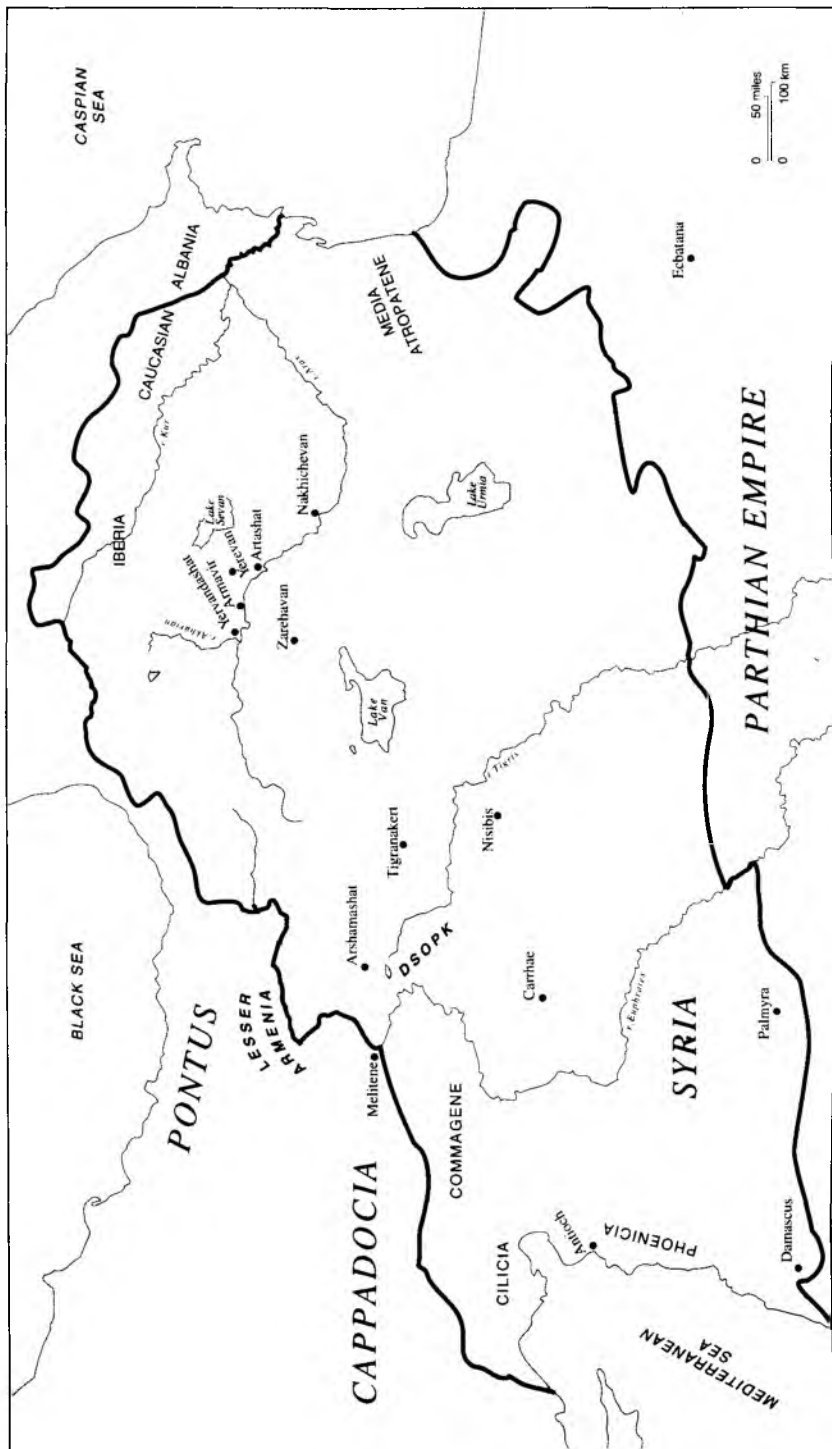 CASPIAN
SEA
BLACK SEA
PONTUS
LESSER
ARMENIA
IBERIA
CAUCASIAN
ALBANIA
r. Kur
r. Akhurian
Yervandashat
Armavir
Yerevan
Lake
Sevan
Artashat
Nakhichevan
r. Arax
Zarehavan
MEDIA
ATROPATENE
Lake
Van
Lake
Urmia
CAPPADOCIA
Melitene
Arshamashat
Tigranakert
DSOPK
r. Tigris
Nisibis
Carrhae
COMMAGENE
CILICIA
Antioch
PHOENICIA
MEDITERRANEAN
SEA
r. Euphrates
SYRIA
Palmyra
Damascus
PARTHIAN EMPIRE
Ecbatana
0 50 miles
0 100 km